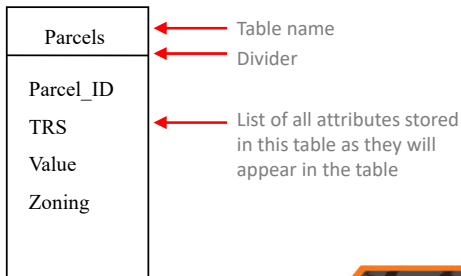 Parcels
Table name
Divider
Parcel_ID
TRS
Value
Zoning
List of all attributes stored
in this table as they will
appear in the table